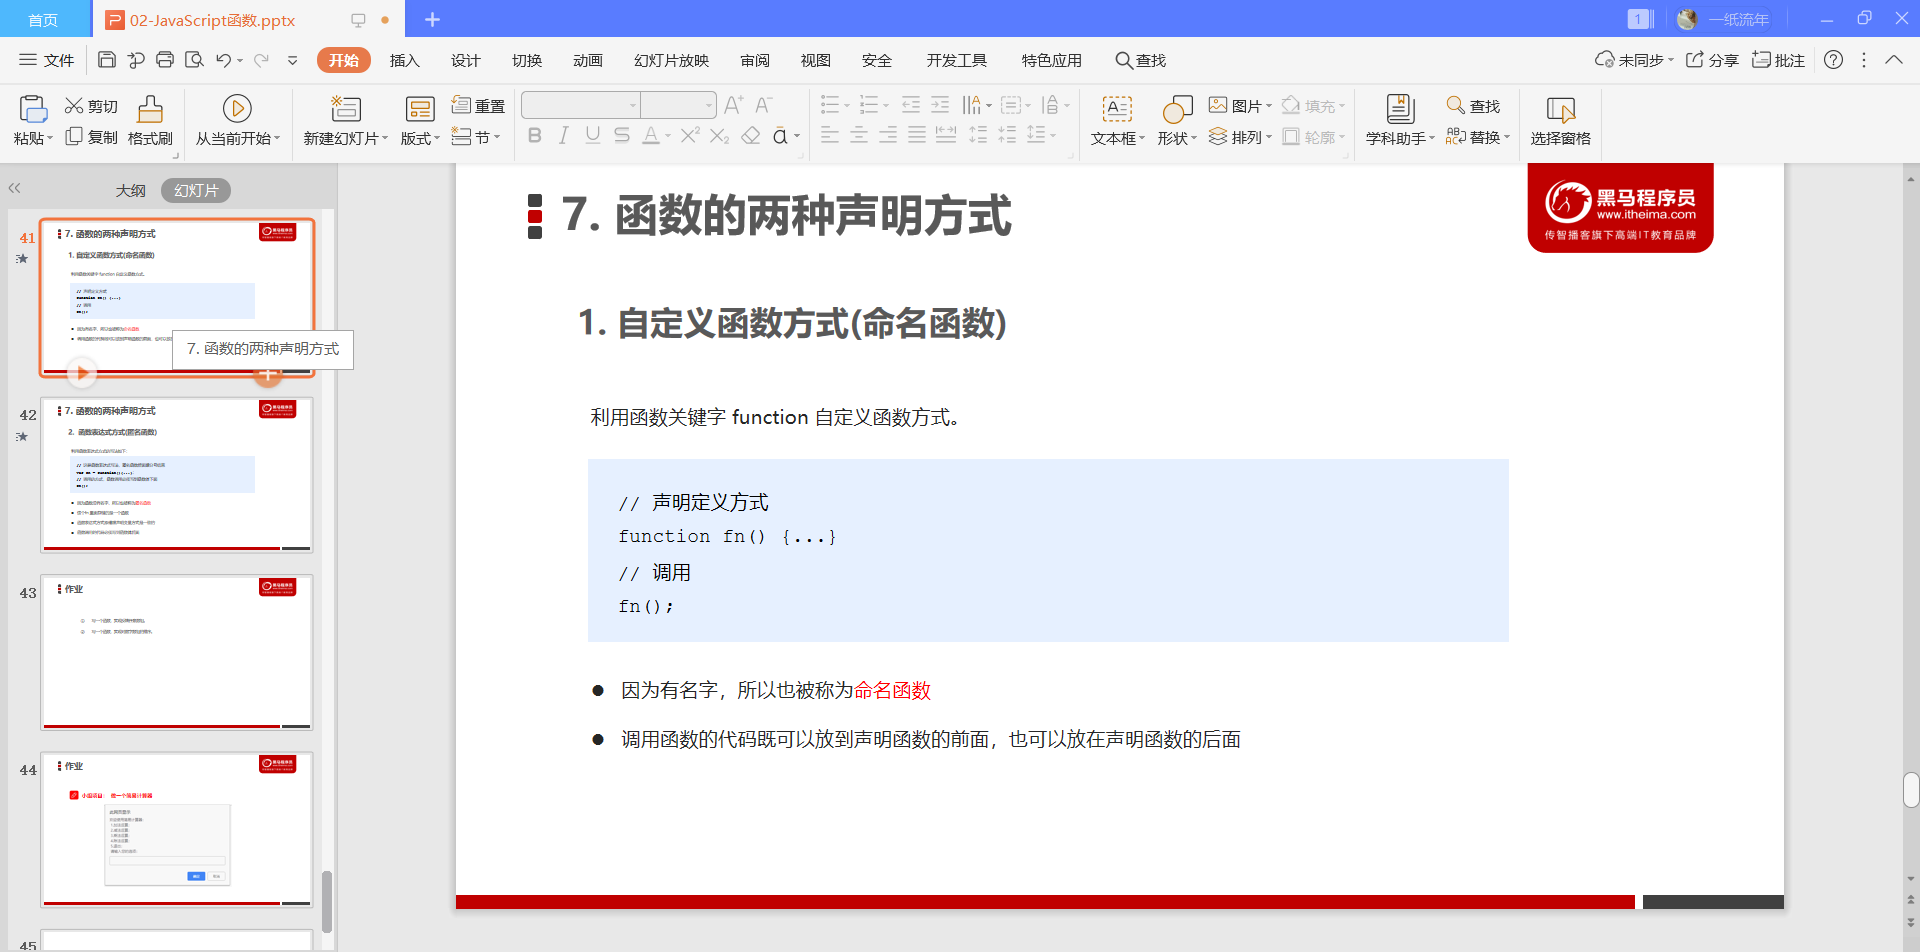 首页
02-JavaScript函数.pptx
1
一纸流年
文件
开始
插入
设计
切换
动画
幻灯片放映
审阅
视图
安全
开发工具
特色应用
查找
未同步
分享
批注
粘贴
剪切
复制
格式刷
从当前开始
新建幻灯片
版式
重置
节
文本框
形状
图片
排列
填充
轮廓
学科助手
查找
替换
选择窗格
大纲
幻灯片
41
7. 函数的两种声明方式
1. 自定义函数方式(命名函数)
7. 函数的两种声明方式
42
7. 函数的两种声明方式
2. 函数表达式方式(匿名函数)
43
作业
44
作业
45
7. 函数的两种声明方式
黑马程序员
www.itheima.com
传智播客旗下高端IT教育品牌
1. 自定义函数方式(命名函数)
利用函数关键字 function 自定义函数方式。
// 声明定义方式
function fn() {...}
// 调用
fn();
因为有名字，所以也被称为命名函数
调用函数的代码既可以放到声明函数的前面，也可以放在声明函数的后面